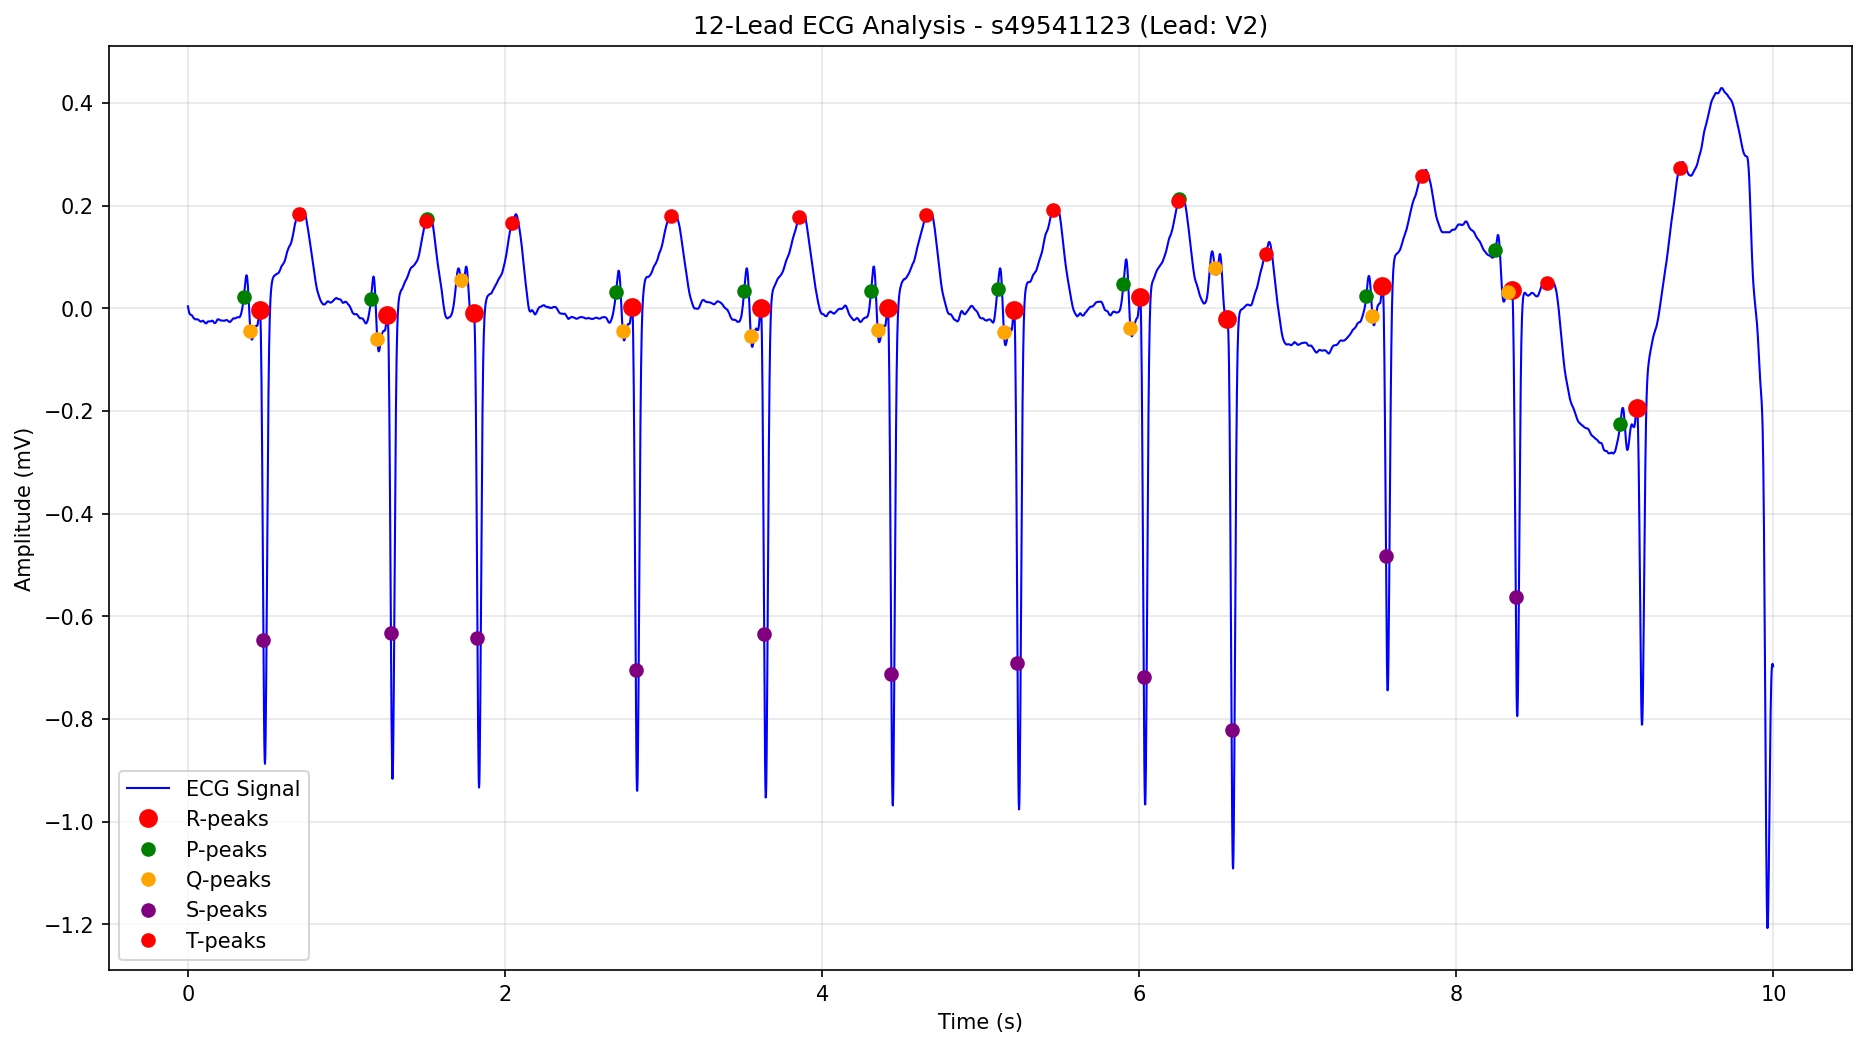 12-Lead ECG Analysis - s49541123 (Lead: V2)
Amplitude (mV)
0.4
0.2
0.0
−0.2
−0.4
−0.6
−0.8
−1.0
−1.2
ECG Signal
R-peaks
P-peaks
Q-peaks
S-peaks
T-peaks
0 2 4 6 8 10
Time (s)